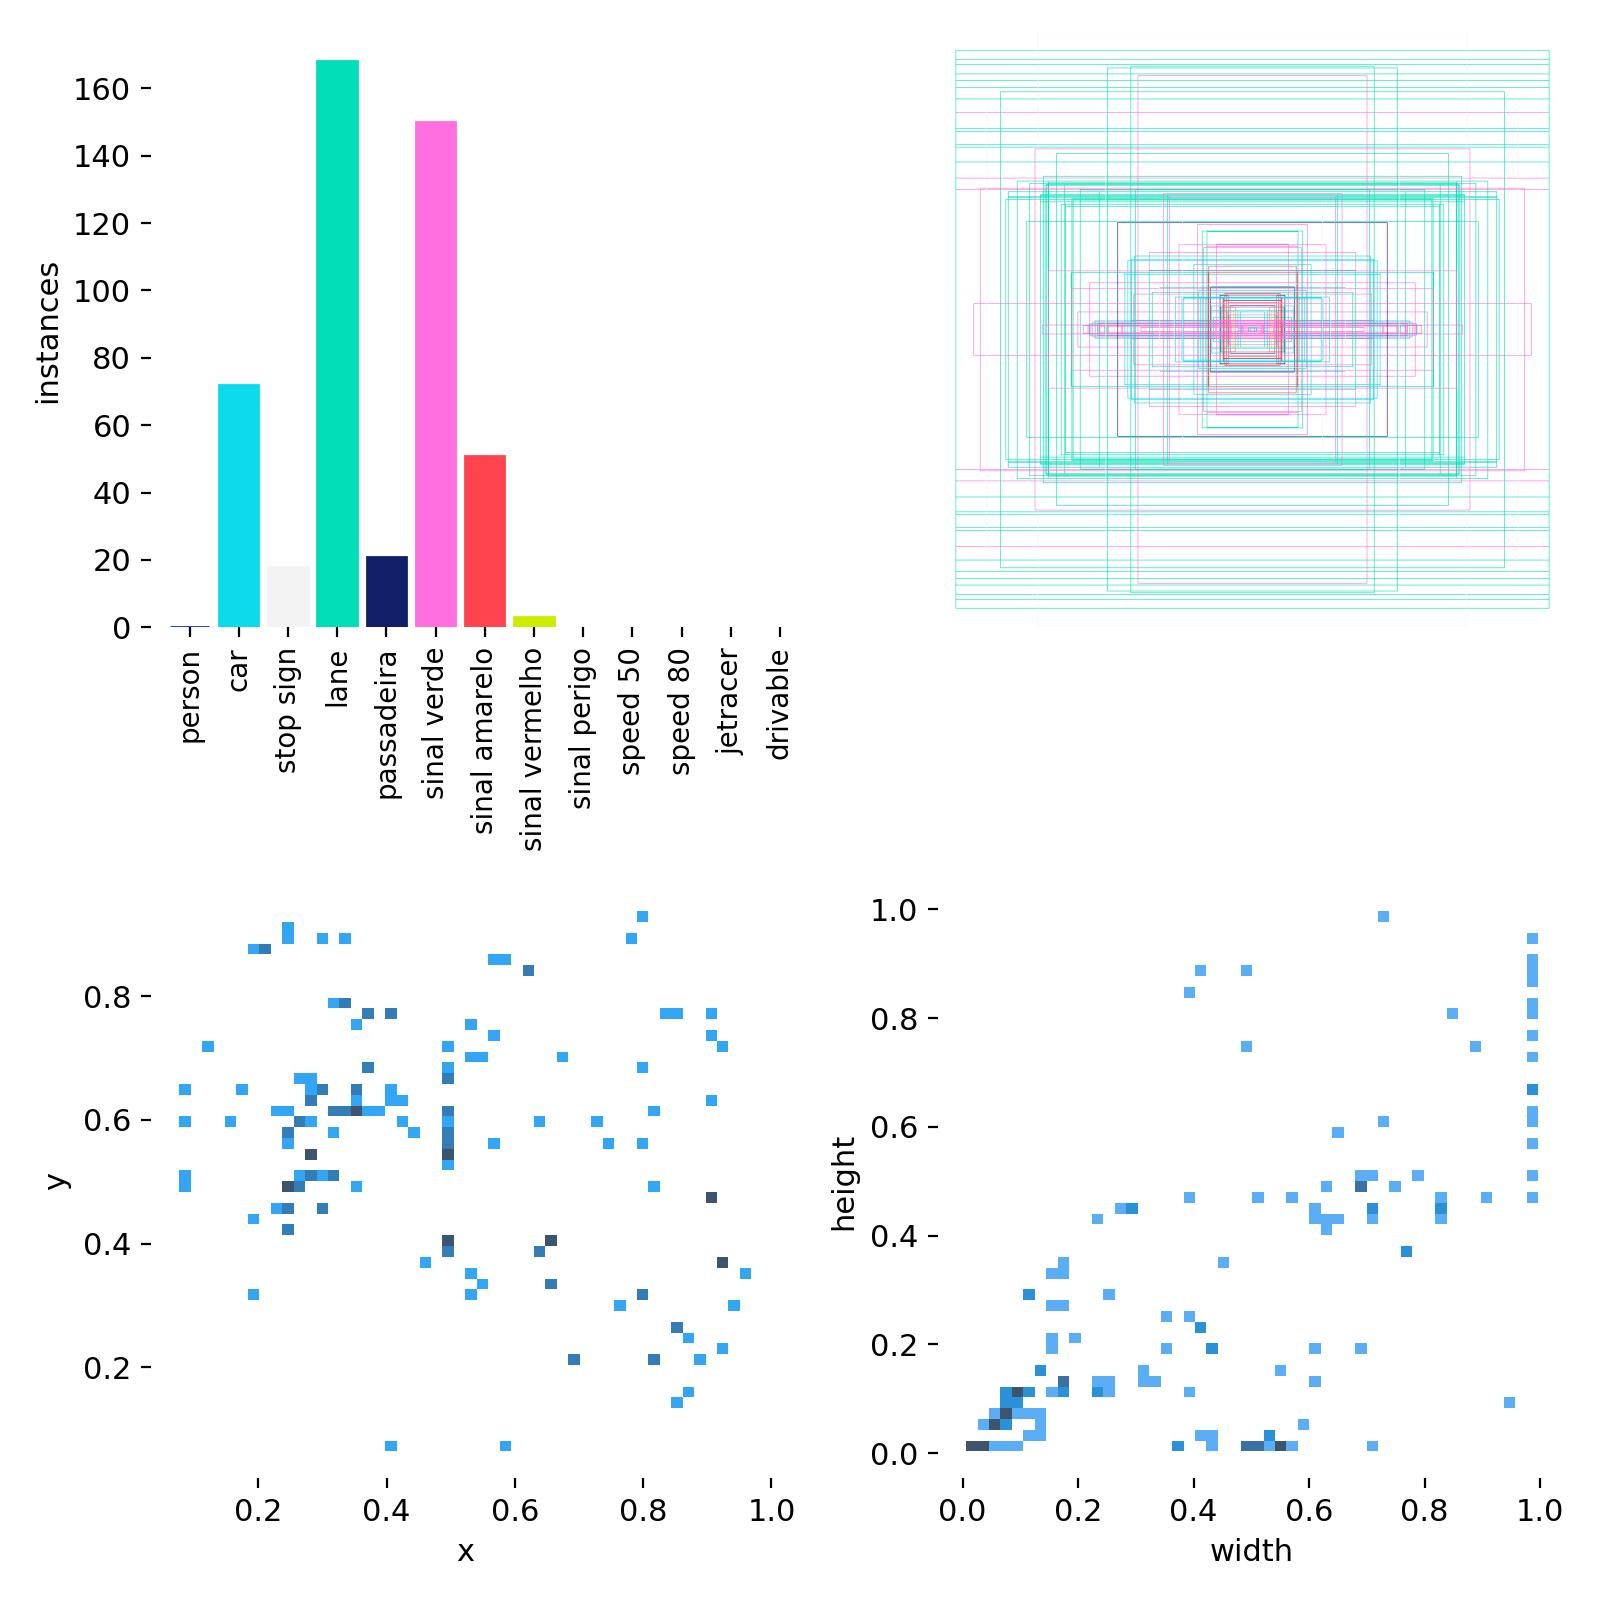 160
140
120
100
80
60
40
20
0
instances
person
car
stop sign
lane
passadeira
sinal verde
sinal amarelo
sinal vermelho
sinal perigo
speed 50
speed 80
jetracer
drivable
0.8
0.6
0.4
0.2
y
0.2 0.4 0.6 0.8 1.0
x
1.0
0.8
0.6
0.4
0.2
0.0
height
0.0 0.2 0.4 0.6 0.8 1.0
width